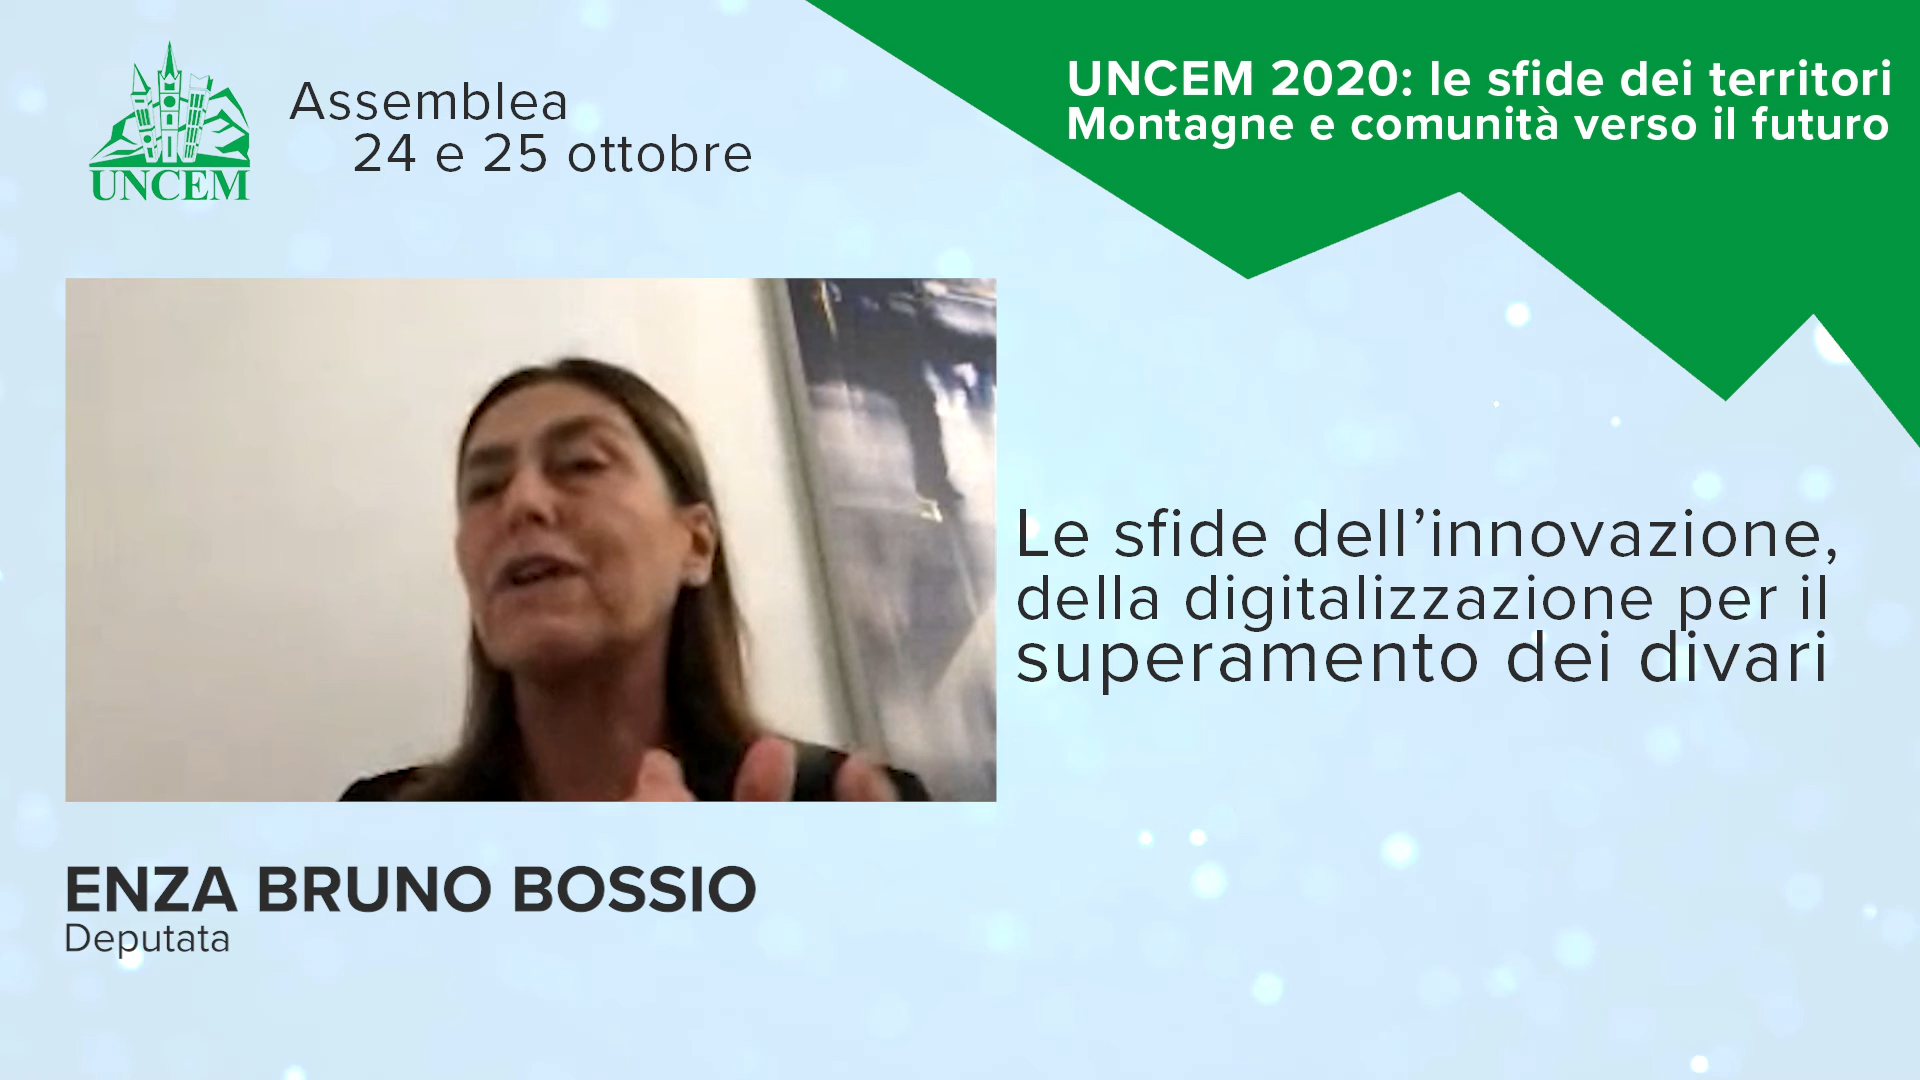 UNCEM
Assemblea
24 e 25 ottobre
UNCEM 2020: le sfide dei territori
Montagne e comunità verso il futuro
Le sfide dell’innovazione,
della digitalizzazione per il
superamento dei divari
ENZA BRUNO BOSSIO
Deputata